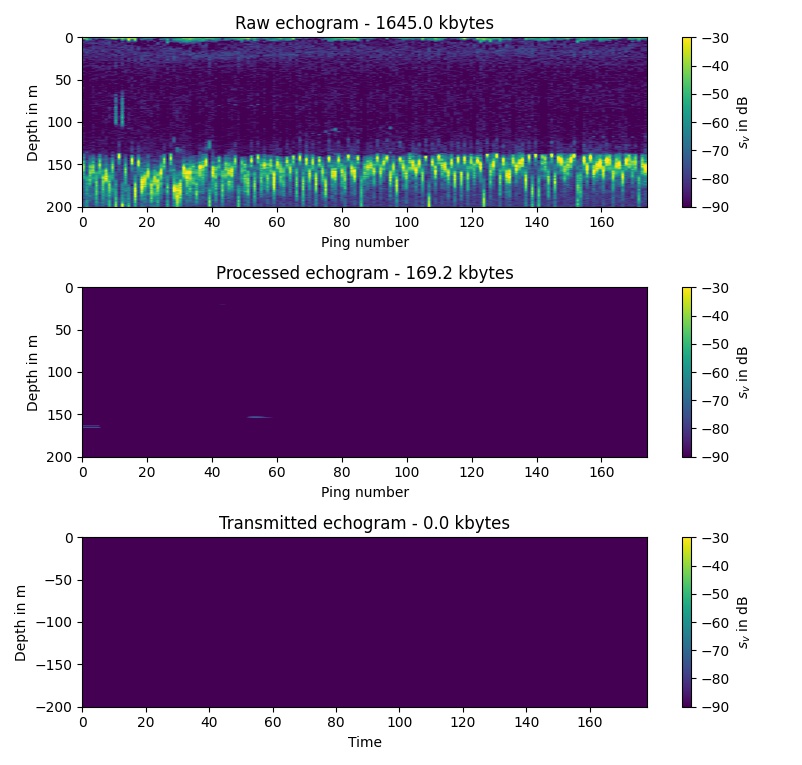 Raw echogram - 1645.0 kbytes
0
50
100
150
200
Depth in m
0 20 40 60 80 100 120 140 160
Ping number
−30
−40
−50
−60
−70
−80
−90
s_v in dB
Processed echogram - 169.2 kbytes
0
50
100
150
200
Depth in m
0 20 40 60 80 100 120 140 160
Ping number
−30
−40
−50
−60
−70
−80
−90
s_v in dB
Transmitted echogram - 0.0 kbytes
0
−50
−100
−150
−200
Depth in m
0 20 40 60 80 100 120 140 160
Time
−30
−40
−50
−60
−70
−80
−90
s_v in dB